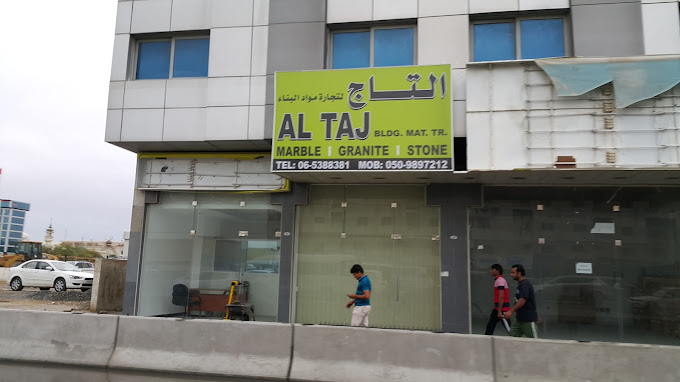 التاج لتجارة مواد البناء
AL TAJ BLDG. MAT. TR.
MARBLE | GRANITE | STONE
TEL: 06-5388381 MOB: 050-9897212